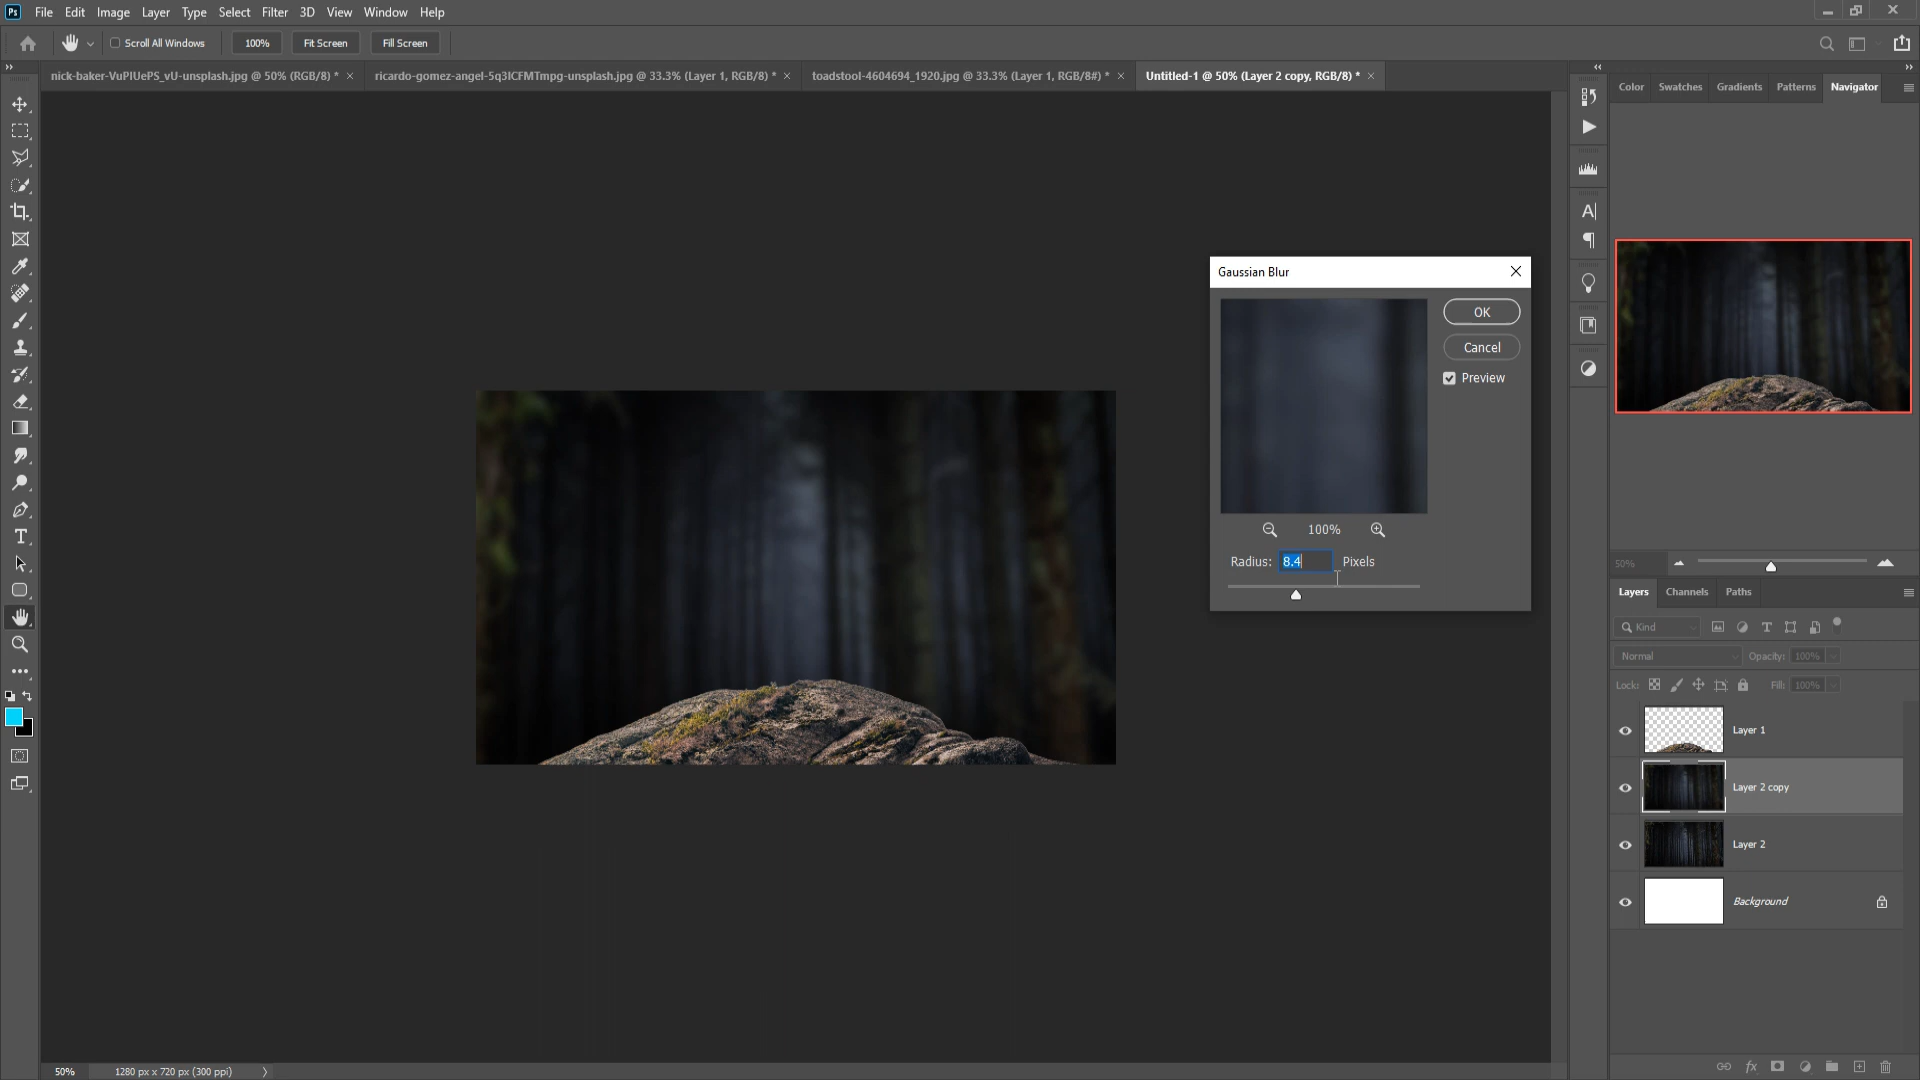 Ps File Edit Image Layer Type Select Filter 3D View Window Help
Scroll All Windows 100% Fit Screen Fill Screen
nick-baker-VuPIUePS_vU-unsplash.jpg @ 50% (RGB/8) * ricardo-gomez-angel-5q3ICFMTmpg-unsplash.jpg @ 33.3% (Layer 1, RGB/8) * toadstool-4604694_1920.jpg @ 33.3% (Layer 1, RGB/8#) * Untitled-1 @ 50% (Layer 2 copy, RGB/8) *
Color Swatches Gradients Patterns Navigator
Gaussian Blur
OK
Cancel
Preview
100%
Radius: 8.4 Pixels
50%
Layers Channels Paths
Kind
Normal Opacity: 100%
Lock: Fill: 100%
Layer 1
Layer 2 copy
Layer 2
Background
50% 1280 px x 720 px (300 ppi)